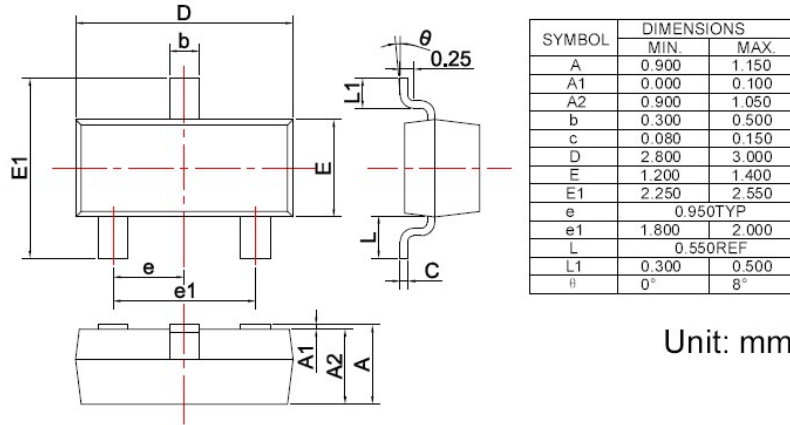 D
b
θ
0.25
L1
E1
E
L
C
e
e1
A1
A2
A
SYMBOL DIMENSIONS
MIN. MAX.
A 0.900 1.150
A1 0.000 0.100
A2 0.900 1.050
b 0.300 0.500
c 0.080 0.150
D 2.800 3.000
E 1.200 1.400
E1 2.250 2.550
e 0.950TYP
e1 1.800 2.000
L 0.550REF
L1 0.300 0.500
θ 0° 8°
Unit: mm